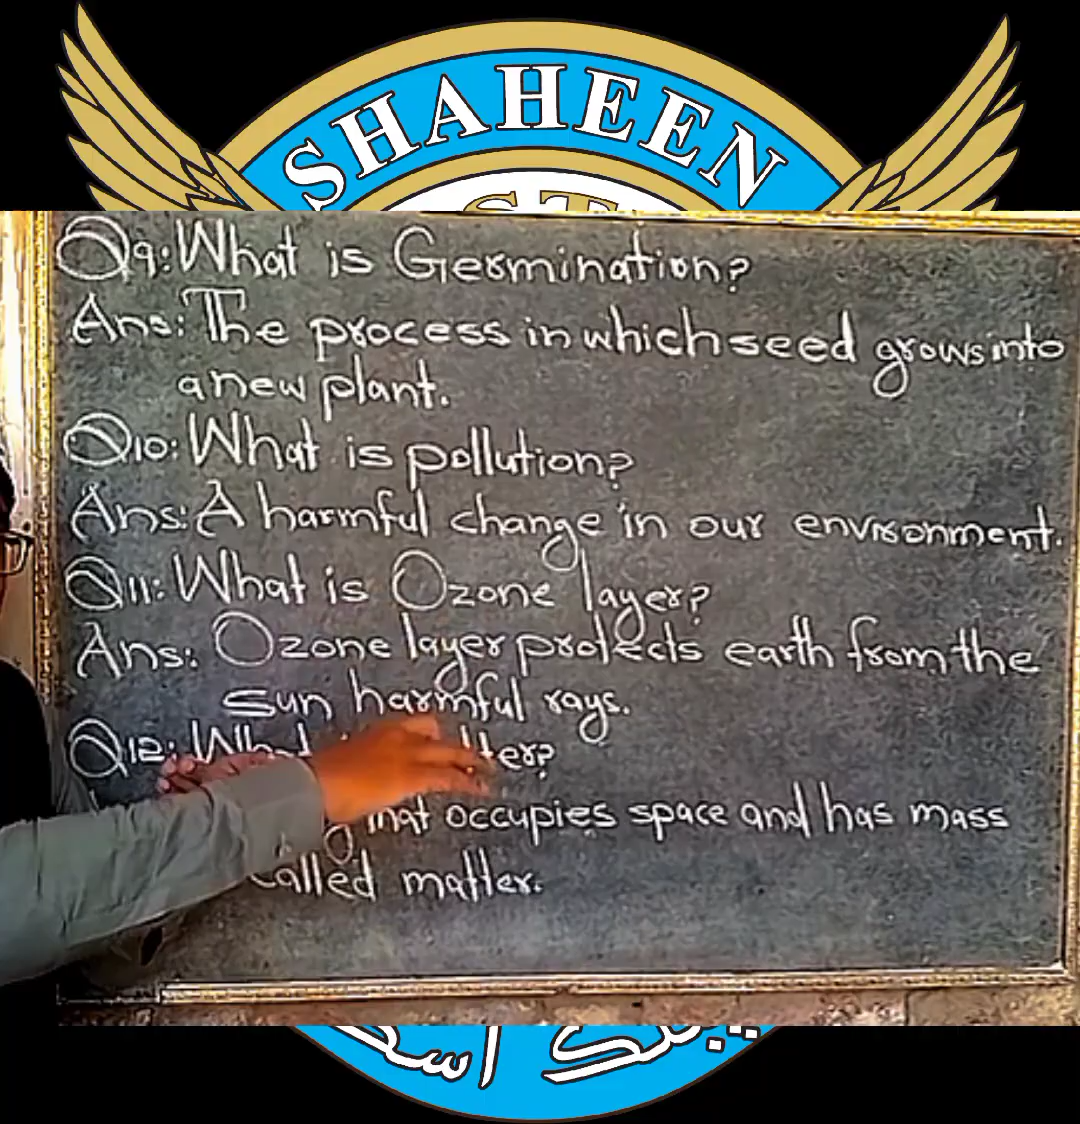 SHAHEEN
Q9: What is Germination?
Ans: The process in which seed grows into
a new plant.
Q10: What is pollution?
Ans: A harmful change in our environment.
Q11: What is Ozone layer?
Ans: Ozone layer protects earth from the
sun harmful rays.
Q12: What
that occupies space and has mass
called matter.